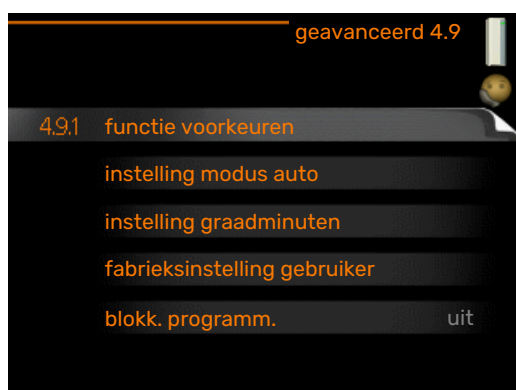 geavanceerd 4.9
4.9.1 functie voorkeuren
instelling modus auto
instelling graadminuten
fabrieksinstelling gebruiker
blokk. programm. uit